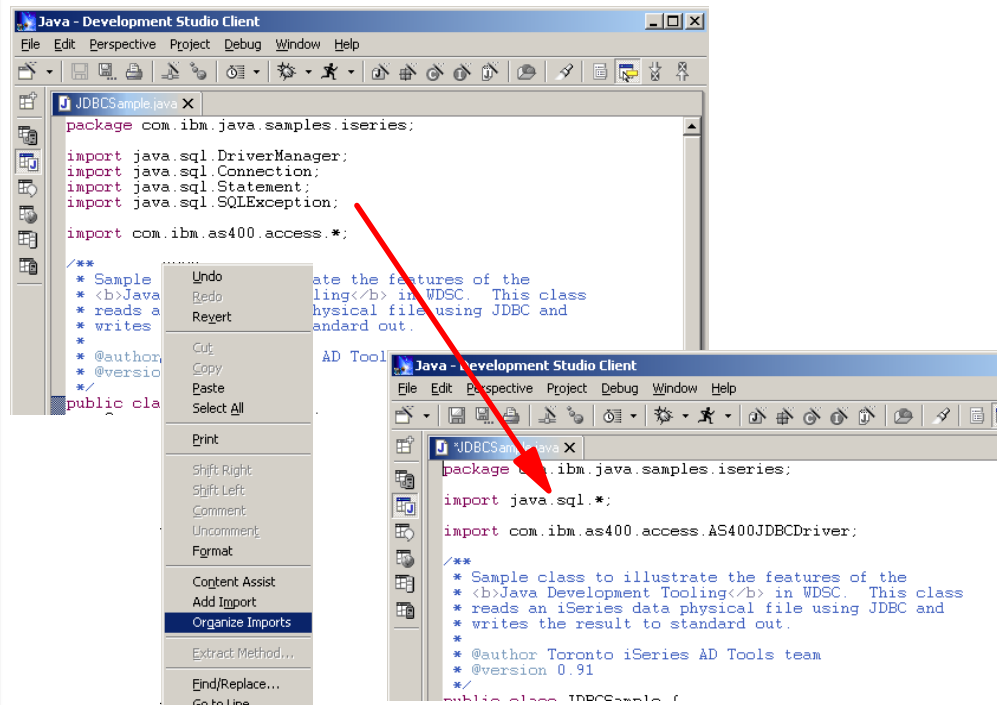 Java - Development Studio Client
File Edit Perspective Project Debug Window Help
JDBCSample.java
package com.ibm.java.samples.iseries;
import java.sql.DriverManager;
import java.sql.Connection;
import java.sql.Statement;
import java.sql.SQLException;
import com.ibm.as400.access.*;
/**
* Sample ate the features of the
* <b>Java ling</b> in WDSC. This class
* reads a hysical file using JDBC and
* writes andard out.
*
* @author AD Tool
* @versio
*/
public cla
Undo
Redo
Revert
Cut
Copy
Paste
Select All
Print
Shift Right
Shift Left
Comment
Uncomment
Format
Content Assist
Add Import
Organize Imports
Extract Method...
Find/Replace...
Go to Line
Java - Development Studio Client
File Edit Perspective Project Debug Window Help
*JDBCSample.java
package com.ibm.java.samples.iseries;
import java.sql.*;
import com.ibm.as400.access.AS400JDBCDriver;
/**
* Sample class to illustrate the features of the
* <b>Java Development Tooling</b> in WDSC. This class
* reads an iSeries data physical file using JDBC and
* writes the result to standard out.
*
* @author Toronto iSeries AD Tools team
* @version 0.91
*/
public class JDBCSample {